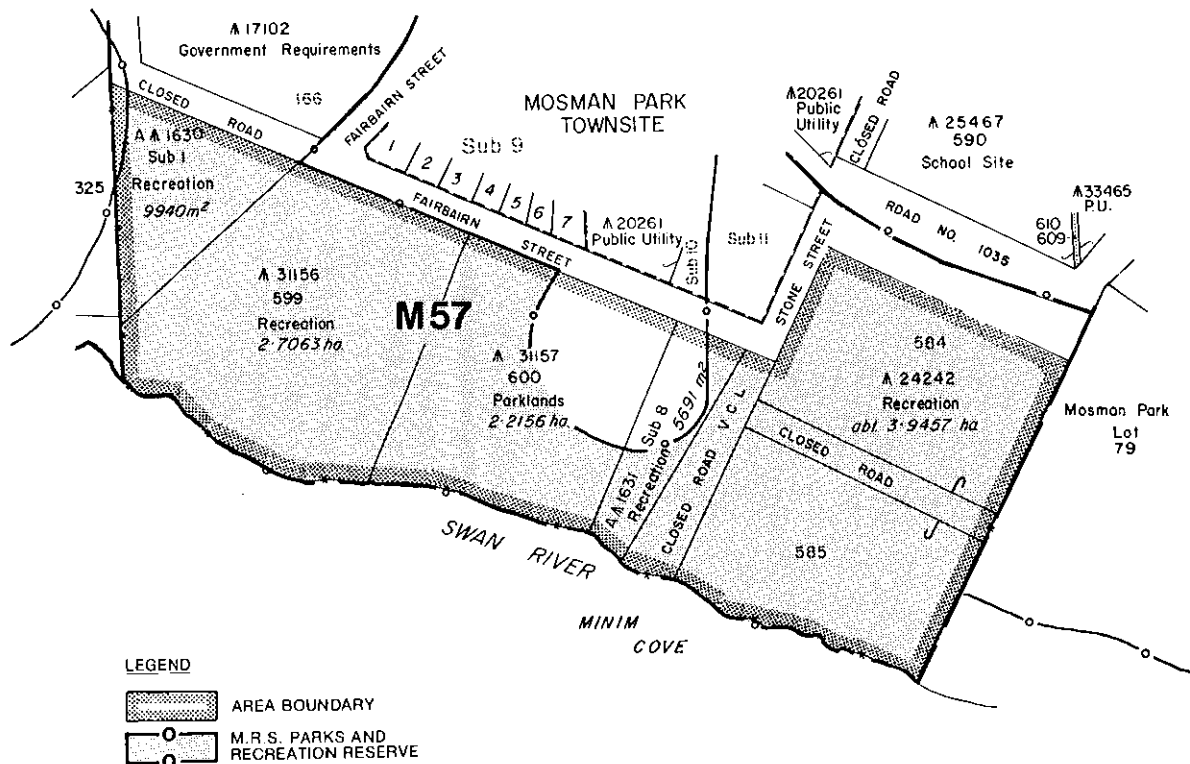 A 17102
Government Requirements
166
CLOSED ROAD
FAIRBAIRN STREET
MOSMAN PARK
TOWNSITE
A 20261
Public
Utility
CLOSED ROAD
A 25467
590
School Site
A 33465
P.U.
610
609
ROAD NO. 1035
A A 1630
Sub 1
Recreation
9940m²
325
1
2
3
4
5
6
7
Sub 9
A 20261
Public Utility
Sub 10
Sub 11
FAIRBAIRN STREET
STONE STREET
A 31156
599
Recreation
2·7063 ha
M57
A 31157
600
Parklands
2·2156 ha
A A 1631
Sub 8
Recreation
5691 m²
CLOSED ROAD V.C.L.
584
A 24242
Recreation
abt. 3·9457 ha
CLOSED ROAD
585
Mosman Park
Lot
79
SWAN RIVER
MINIM
COVE
LEGEND
AREA BOUNDARY
M.R.S. PARKS AND
RECREATION RESERVE